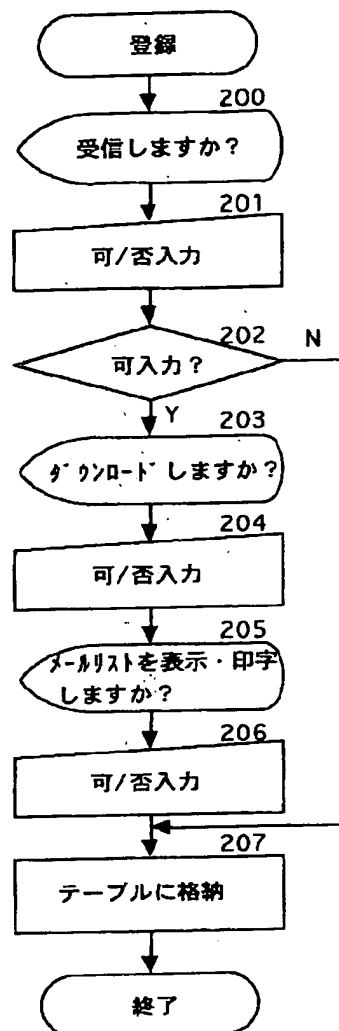 登録
200
受信しますか？
201
可/否入力
202
N
可入力？
Y
203
ダウンロードしますか？
204
可/否入力
205
メールリストを表示・印字
しますか？
206
可/否入力
207
テーブルに格納
終了